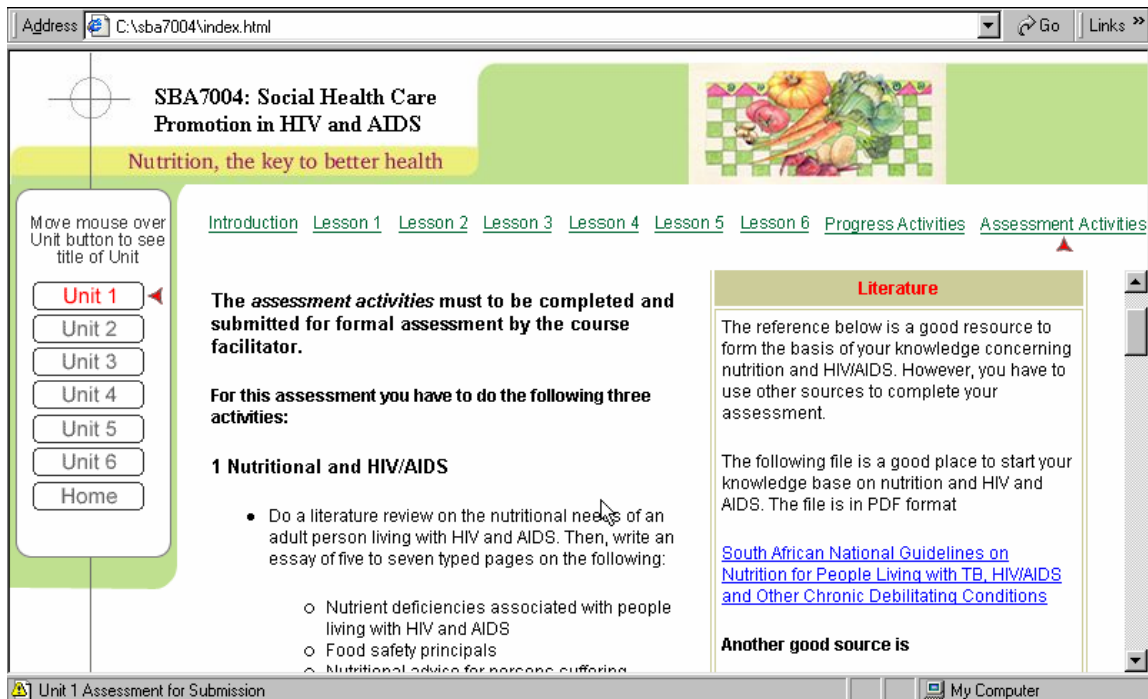 Address C:\sba7004\index.html Go Links »
SBA7004: Social Health Care
Promotion in HIV and AIDS
Nutrition, the key to better health
Move mouse over
Unit button to see
title of Unit
Unit 1
Unit 2
Unit 3
Unit 4
Unit 5
Unit 6
Home
Introduction Lesson 1 Lesson 2 Lesson 3 Lesson 4 Lesson 5 Lesson 6 Progress Activities Assessment Activities
The assessment activities must to be completed and
submitted for formal assessment by the course
facilitator.
For this assessment you have to do the following three
activities:
1 Nutritional and HIV/AIDS
● Do a literature review on the nutritional needs of an
adult person living with HIV and AIDS. Then, write an
essay of five to seven typed pages on the following:
○ Nutrient deficiencies associated with people
living with HIV and AIDS
○ Food safety principals
○ Nutritional advice for persons suffering
Literature
The reference below is a good resource to
form the basis of your knowledge concerning
nutrition and HIV/AIDS. However, you have to
use other sources to complete your
assessment.
The following file is a good place to start your
knowledge base on nutrition and HIV and
AIDS. The file is in PDF format
South African National Guidelines on
Nutrition for People Living with TB, HIV/AIDS
and Other Chronic Debilitating Conditions
Another good source is
Unit 1 Assessment for Submission
My Computer